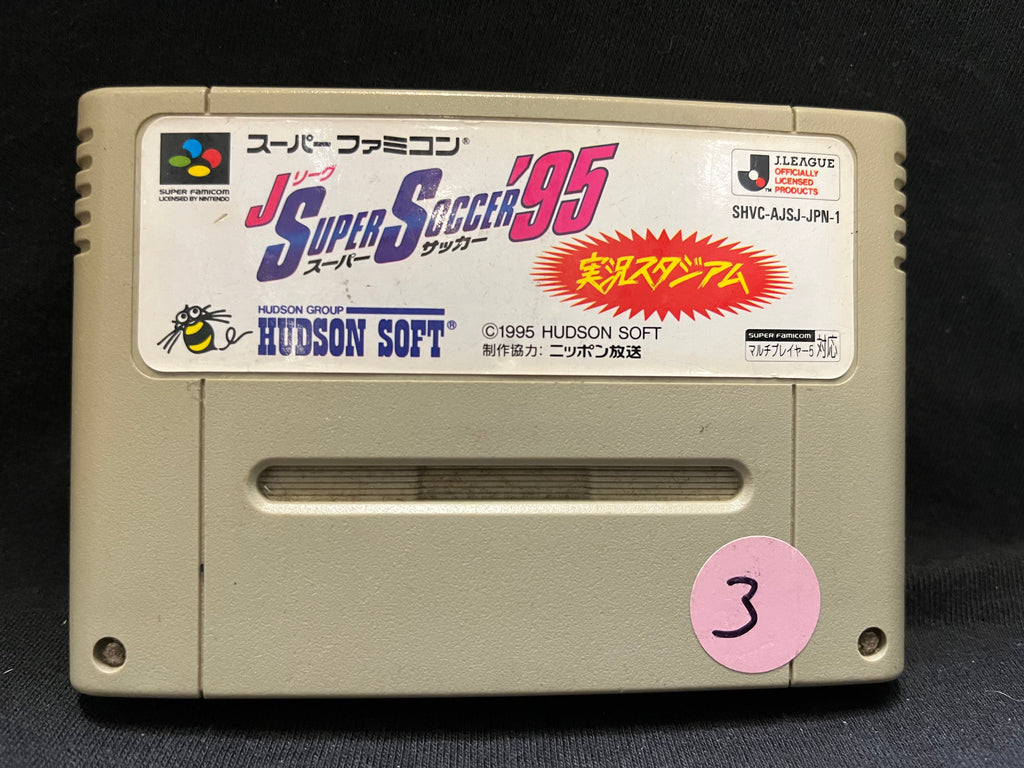 スーパーファミコン®
SUPER FAMICOM
LICENSED BY NINTENDO
Jリーグ
SUPER SOCCER '95
スーパー サッカー
実況スタジアム
J.LEAGUE
OFFICIALLY
LICENSED
PRODUCTS
TM
SHVC-AJSJ-JPN-1
HUDSON GROUP
HUDSON SOFT®
©1995 HUDSON SOFT
制作協力：ニッポン放送
SUPER FAMICOM
マルチプレイヤー5 対応
3